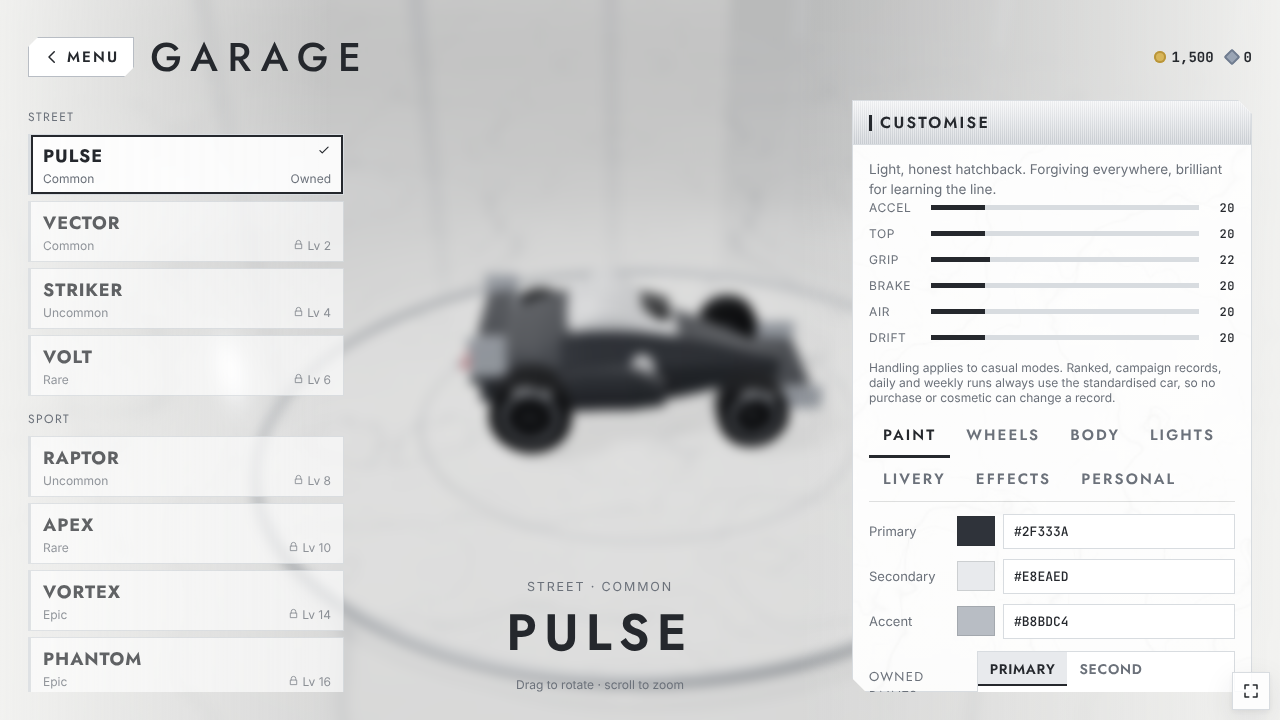 MENU
GARAGE
1,500
0
STREET
PULSE
Common
Owned
VECTOR
Common
Lv 2
STRIKER
Uncommon
Lv 4
VOLT
Rare
Lv 6
SPORT
RAPTOR
Uncommon
Lv 8
APEX
Rare
Lv 10
VORTEX
Epic
Lv 14
PHANTOM
Epic
Lv 16
STREET · COMMON
PULSE
Drag to rotate · scroll to zoom
CUSTOMISE
Light, honest hatchback. Forgiving everywhere, brilliant
for learning the line.
ACCEL 20
TOP 20
GRIP 22
BRAKE 20
AIR 20
DRIFT 20
Handling applies to casual modes. Ranked, campaign records,
daily and weekly runs always use the standardised car, so no
purchase or cosmetic can change a record.
PAINT WHEELS BODY LIGHTS
LIVERY EFFECTS PERSONAL
Primary #2F333A
Secondary #E8EAED
Accent #B8BDC4
OWNED
PRIMARY SECOND